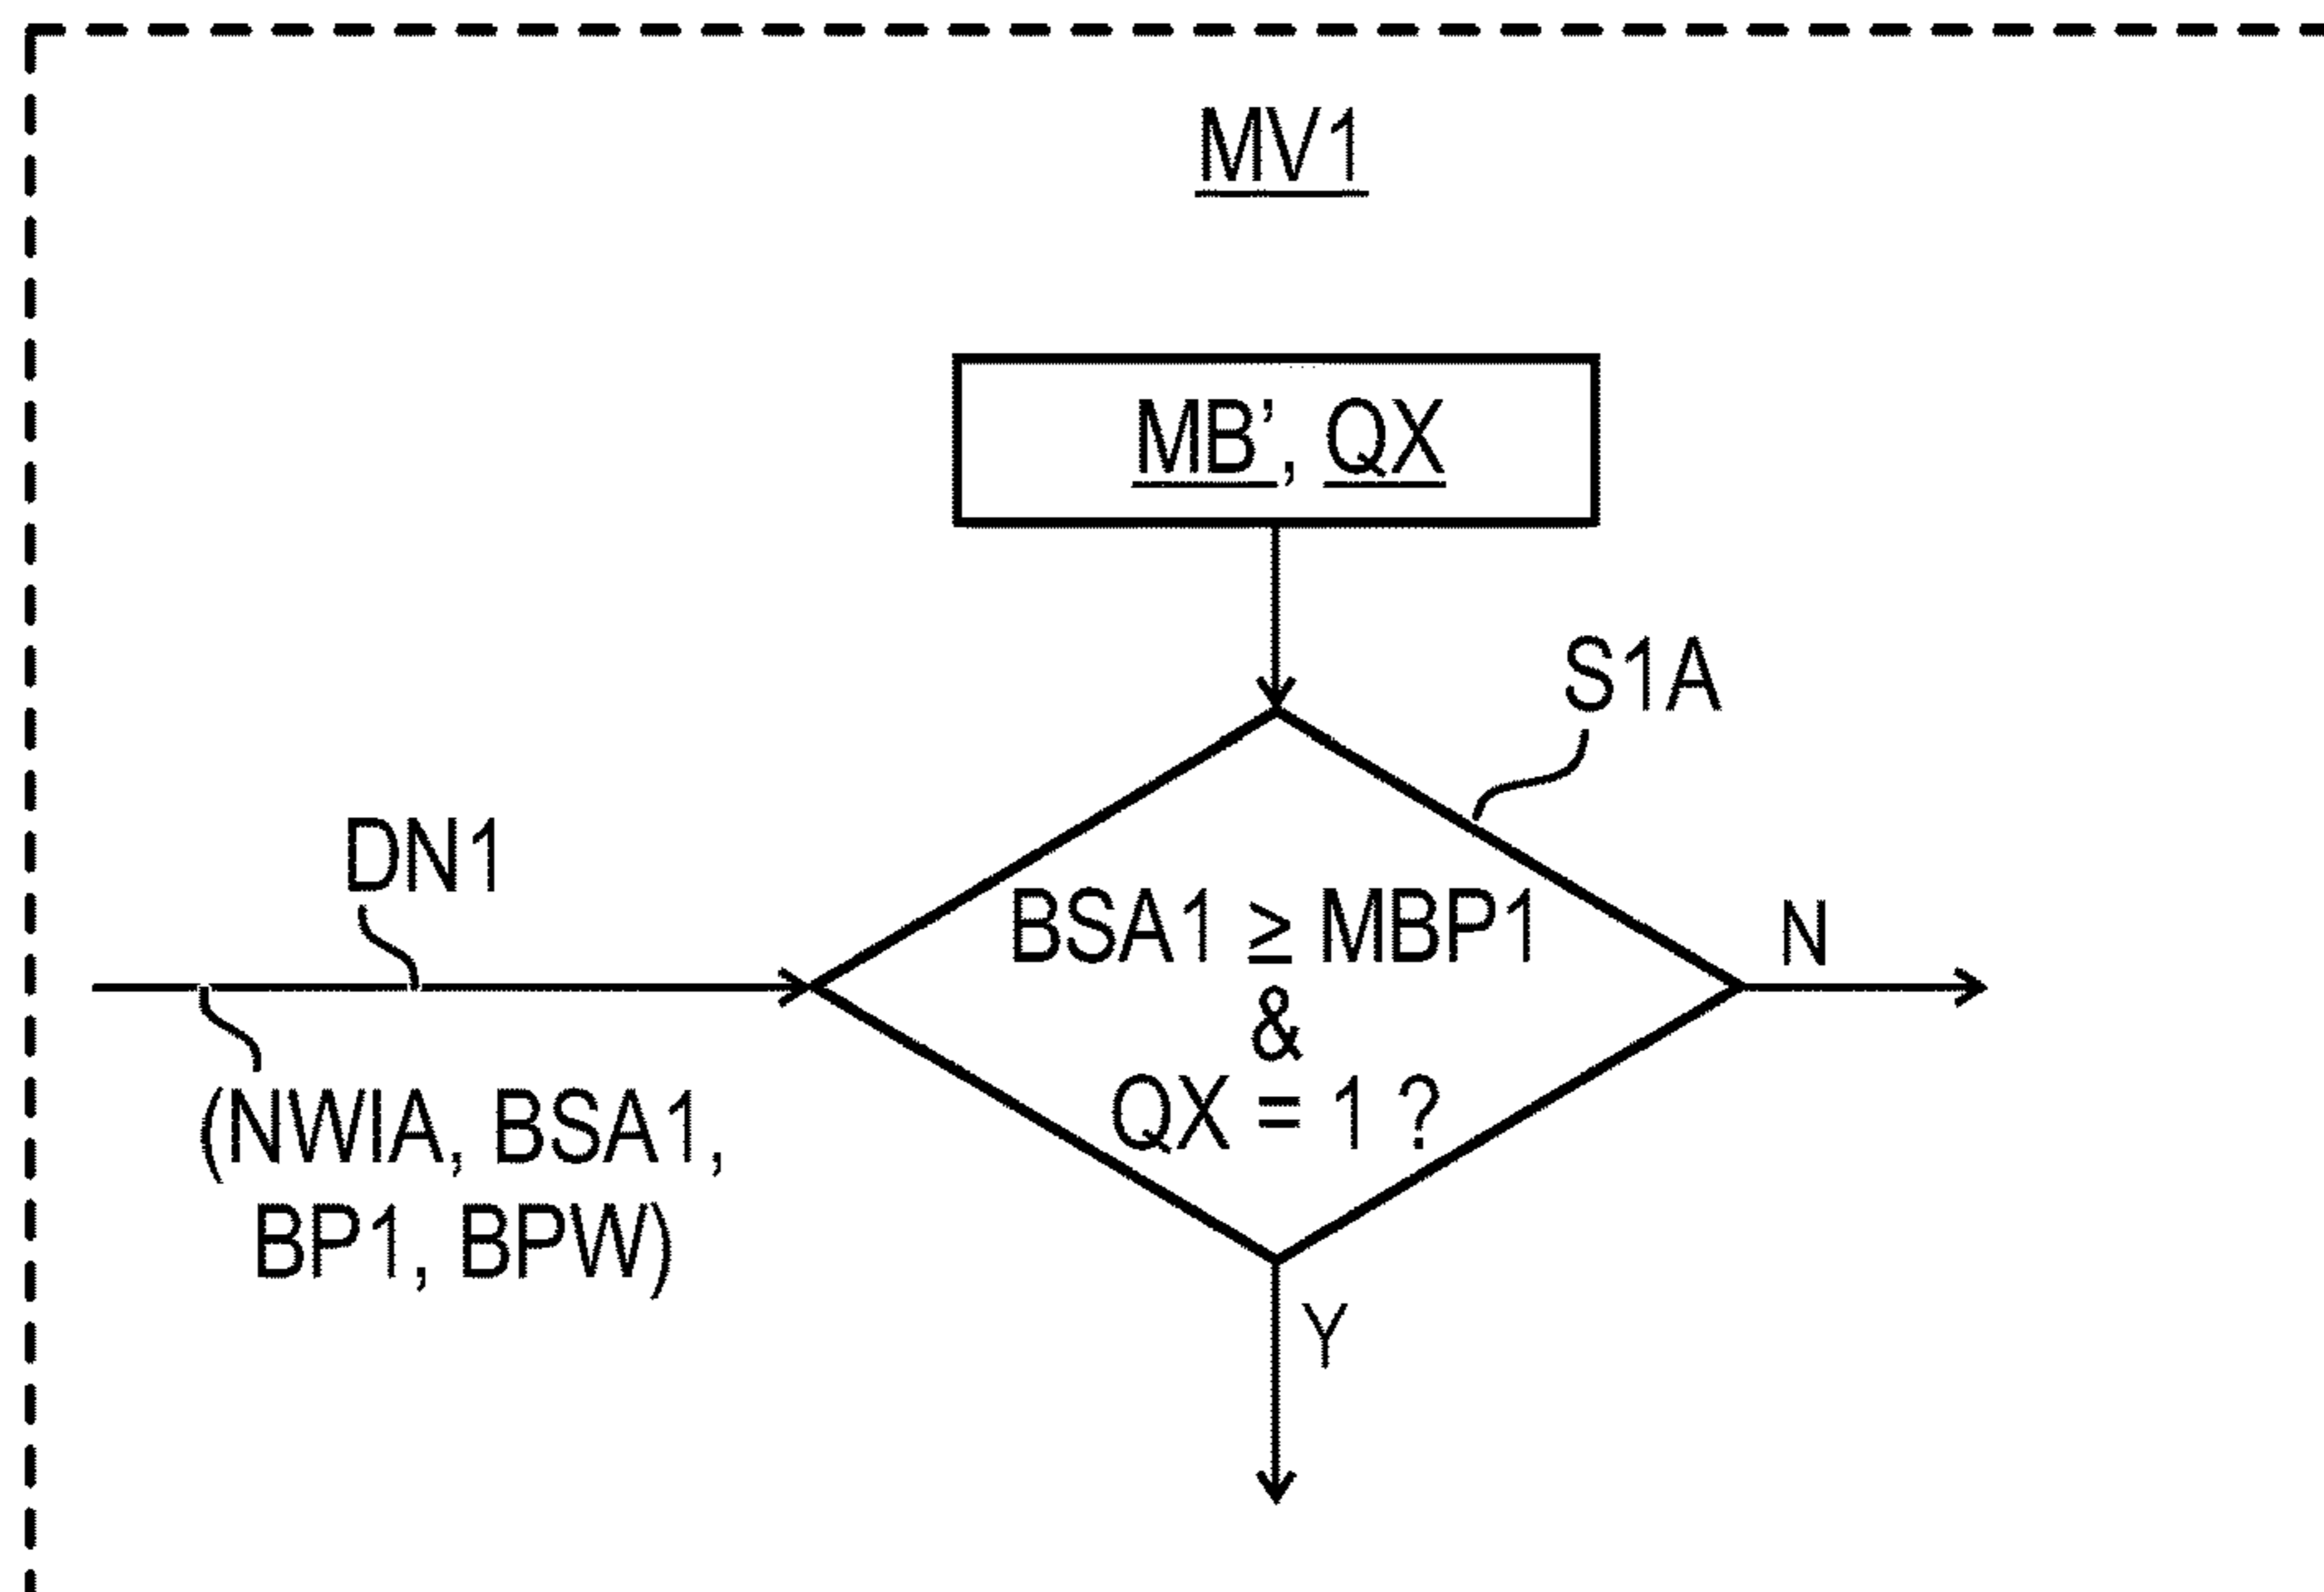 MV1
MB’, QX
S1A
DN1
BSA1 ≥ MBP1
N
&
(NWIA, BSA1,
QX = 1 ?
BP1, BPW)
Y